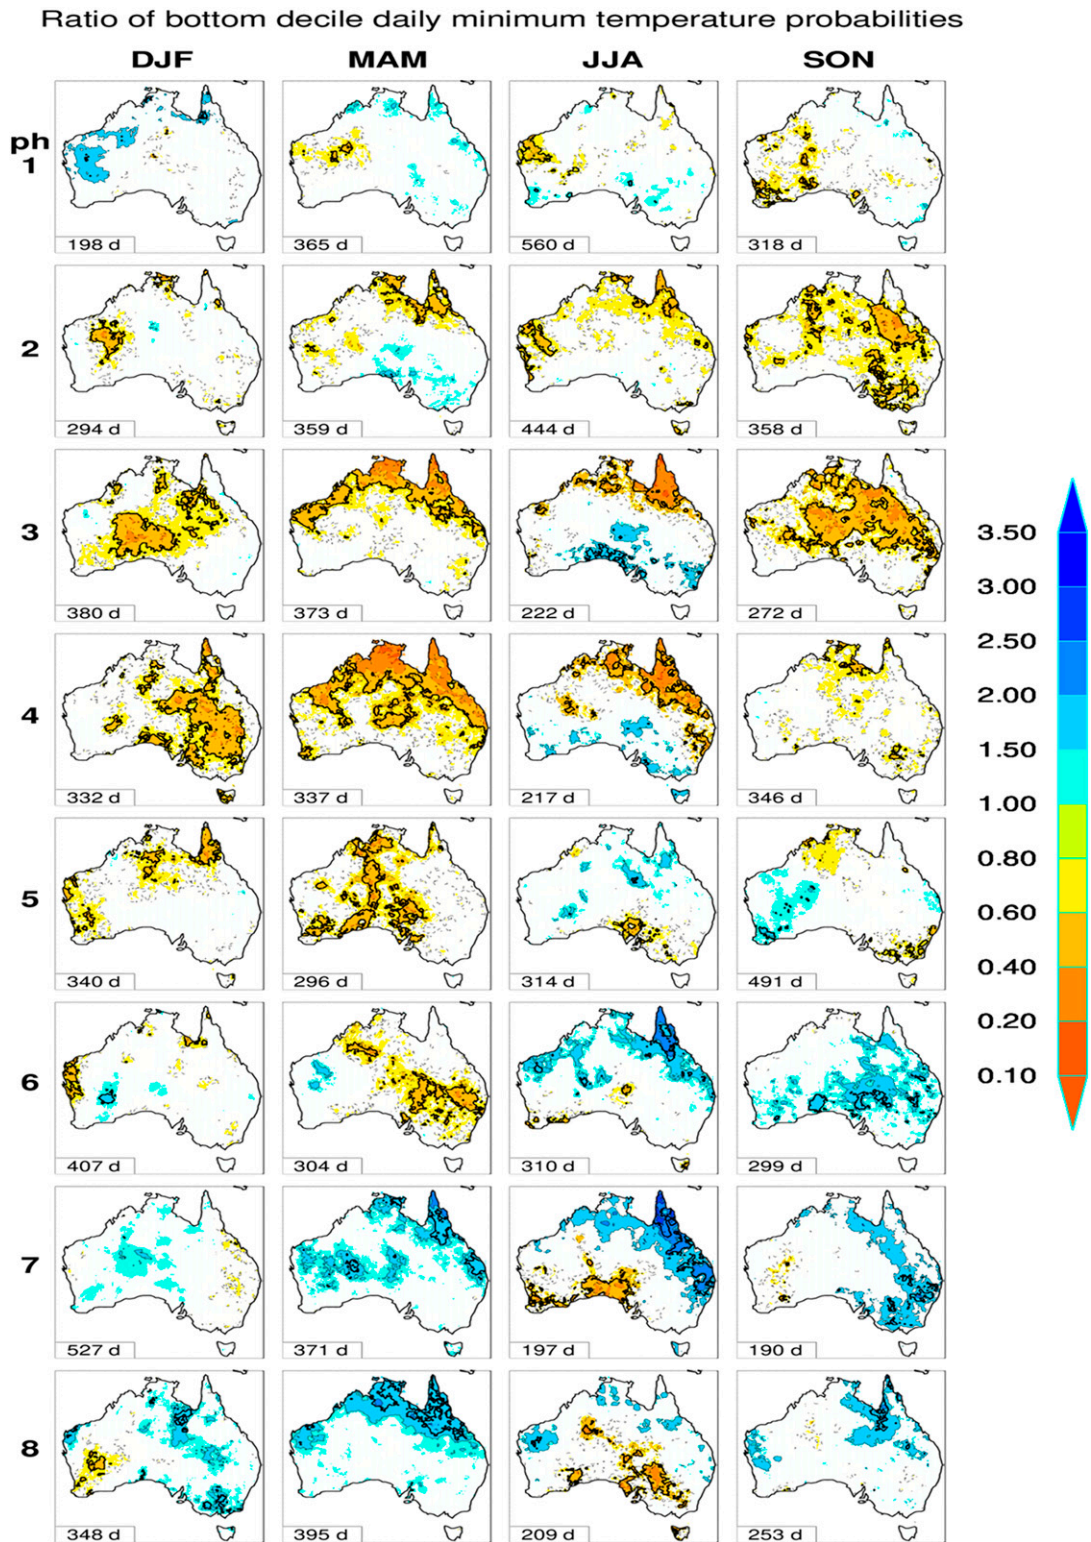 Ratio of bottom decile daily minimum temperature probabilities
DJF MAM JJA SON
ph
1
198 d 365 d 560 d 318 d
2
294 d 359 d 444 d 358 d
3
380 d 373 d 222 d 272 d
3.50
3.00
2.50
4
2.00
1.50
332 d 337 d 217 d 346 d
1.00
0.80
5
0.60
340 d 296 d 314 d 491 d
0.40
0.20
6
0.10
407 d 304 d 310 d 299 d
7
527 d 371 d 197 d 190 d
8
348 d 395 d 209 d 253 d